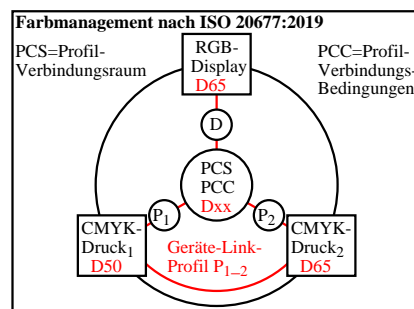 Farbmanagement nach ISO 20677:2019
PCS=Profil-
Verbindungsraum
RGB-
Display
D65
PCC=Profil-
Verbindungs-
Bedingungen
D
PCS
PCC
Dxx
P1
P2
CMYK-
Druck1
D50
Geräte-Link-
Profil P1–2
CMYK-
Druck2
D65